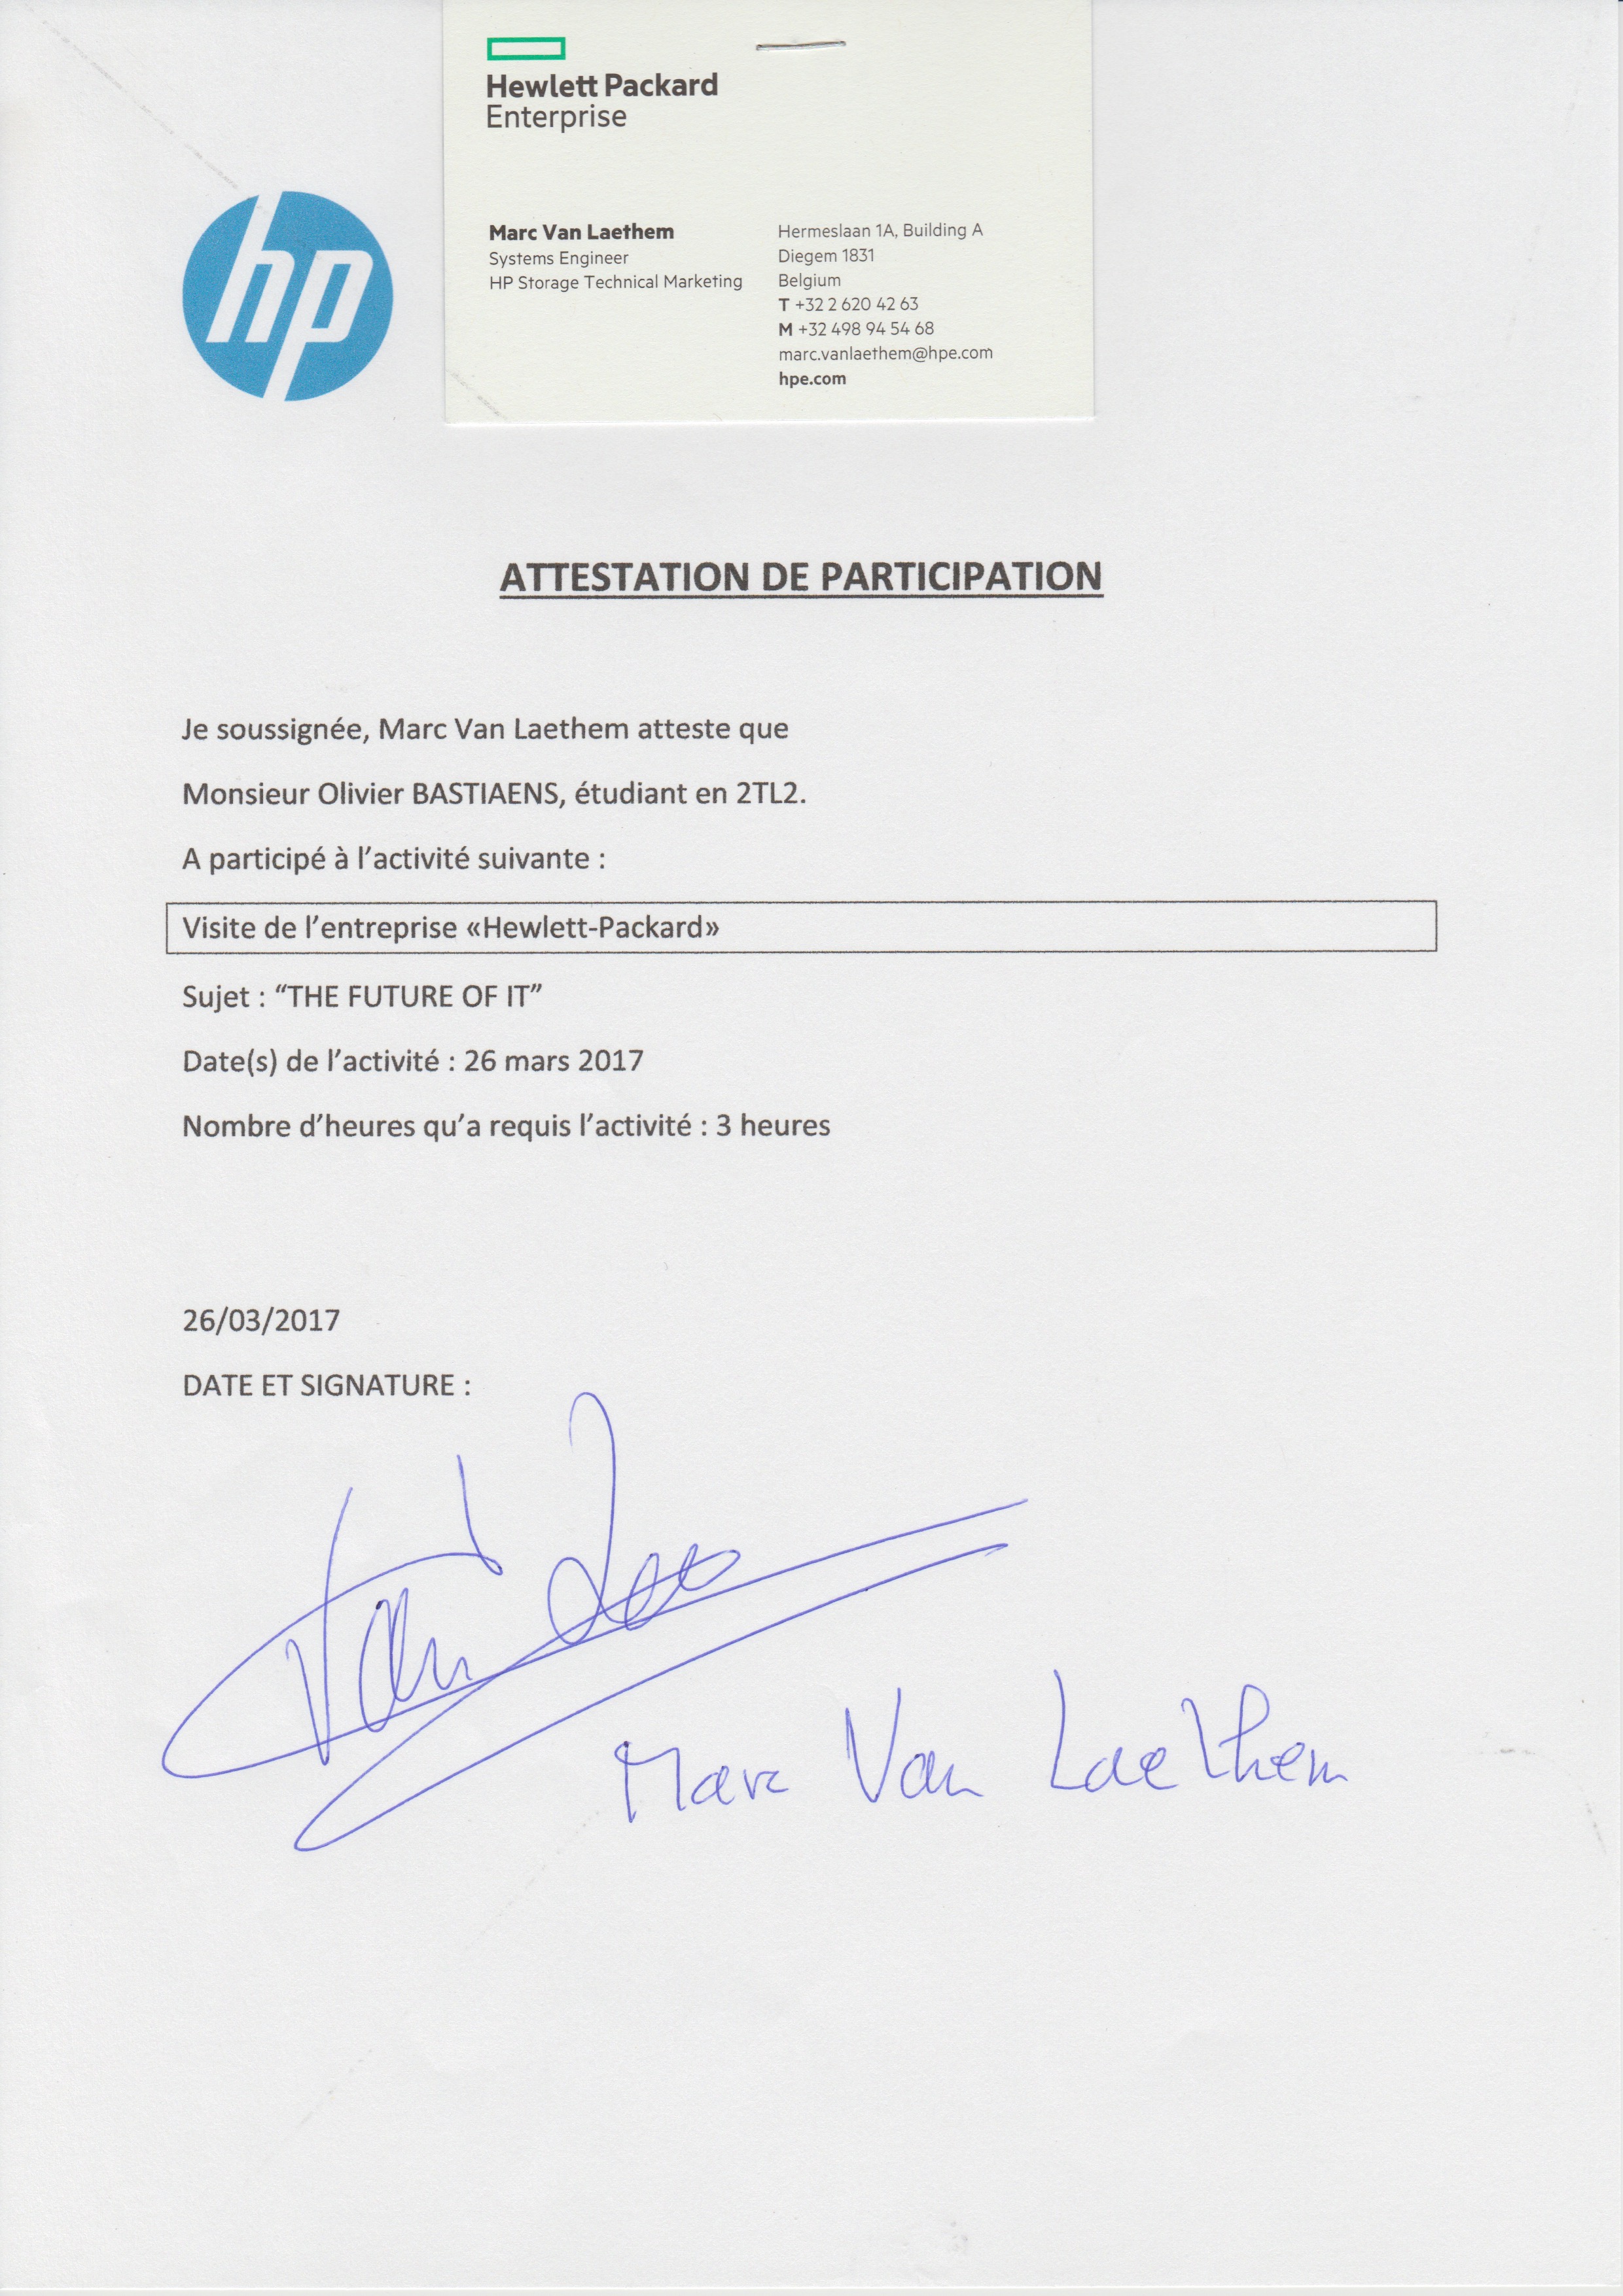 Hewlett Packard
Enterprise
hp
Marc Van Laethem
Systems Engineer
HP Storage Technical Marketing
Hermeslaan 1A, Building A
Diegem 1831
Belgium
T +32 2 620 42 63
M +32 498 94 54 68
marc.vanlaethem@hpe.com
hpe.com
ATTESTATION DE PARTICIPATION
Je soussignée, Marc Van Laethem atteste que
Monsieur Olivier BASTIAENS, étudiant en 2TL2.
A participé à l'activité suivante :
Visite de l'entreprise «Hewlett-Packard»
Sujet : "THE FUTURE OF IT"
Date(s) de l'activité : 26 mars 2017
Nombre d'heures qu'a requis l'activité : 3 heures
26/03/2017
DATE ET SIGNATURE :
Marc Van Laethem